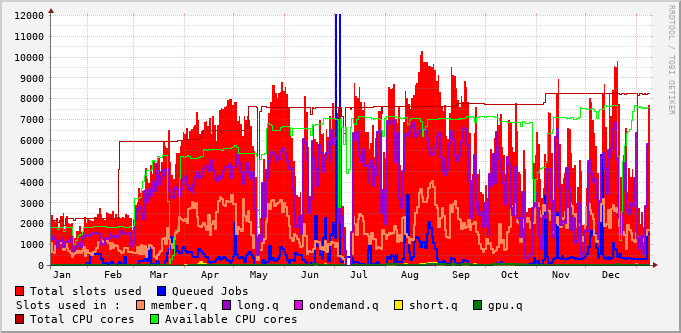 12000
11000
10000
9000
8000
7000
6000
5000
4000
3000
2000
1000
0
Jan Feb Mar Apr May Jun Jul Aug Sep Oct Nov Dec
Total slots used Queued Jobs
Slots used in : member.q long.q ondemand.q short.q gpu.q
Total CPU cores Available CPU cores
RRDTOOL / TOBI OETIKER